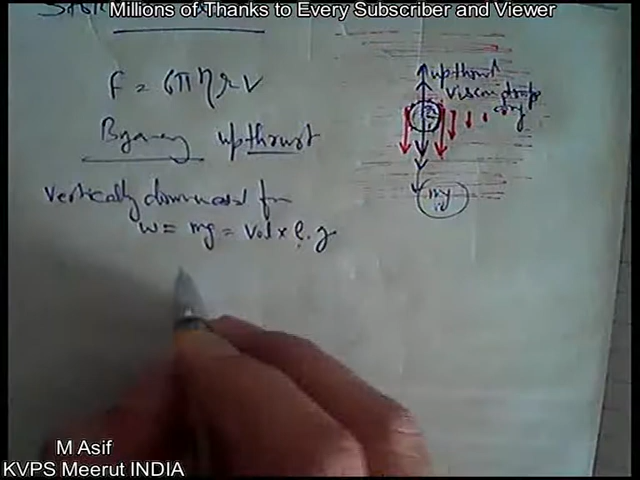 Millions of Thanks to Every Subscriber and Viewer
F = 6πηrv
upthrust
viscous drag
Byancy upthrust
Vertically downward for
W = mg = Vol × ρ. g
mg
M Asif
KVPS Meerut INDIA